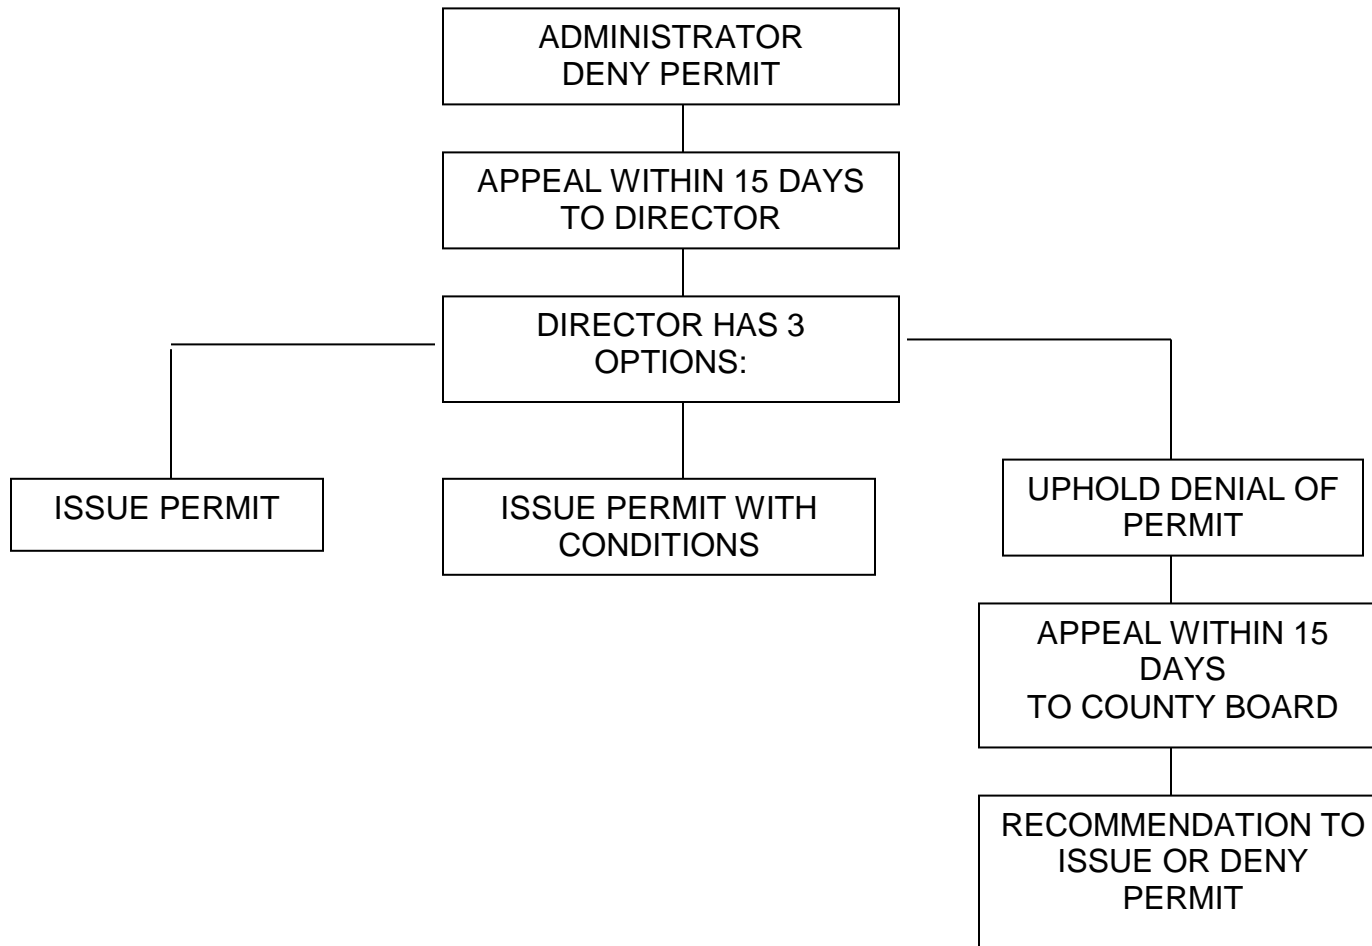 ADMINISTRATOR
DENY PERMIT
APPEAL WITHIN 15 DAYS
TO DIRECTOR
DIRECTOR HAS 3
OPTIONS:
ISSUE PERMIT
ISSUE PERMIT WITH
CONDITIONS
UPHOLD DENIAL OF
PERMIT
APPEAL WITHIN 15
DAYS
TO COUNTY BOARD
RECOMMENDATION TO
ISSUE OR DENY
PERMIT